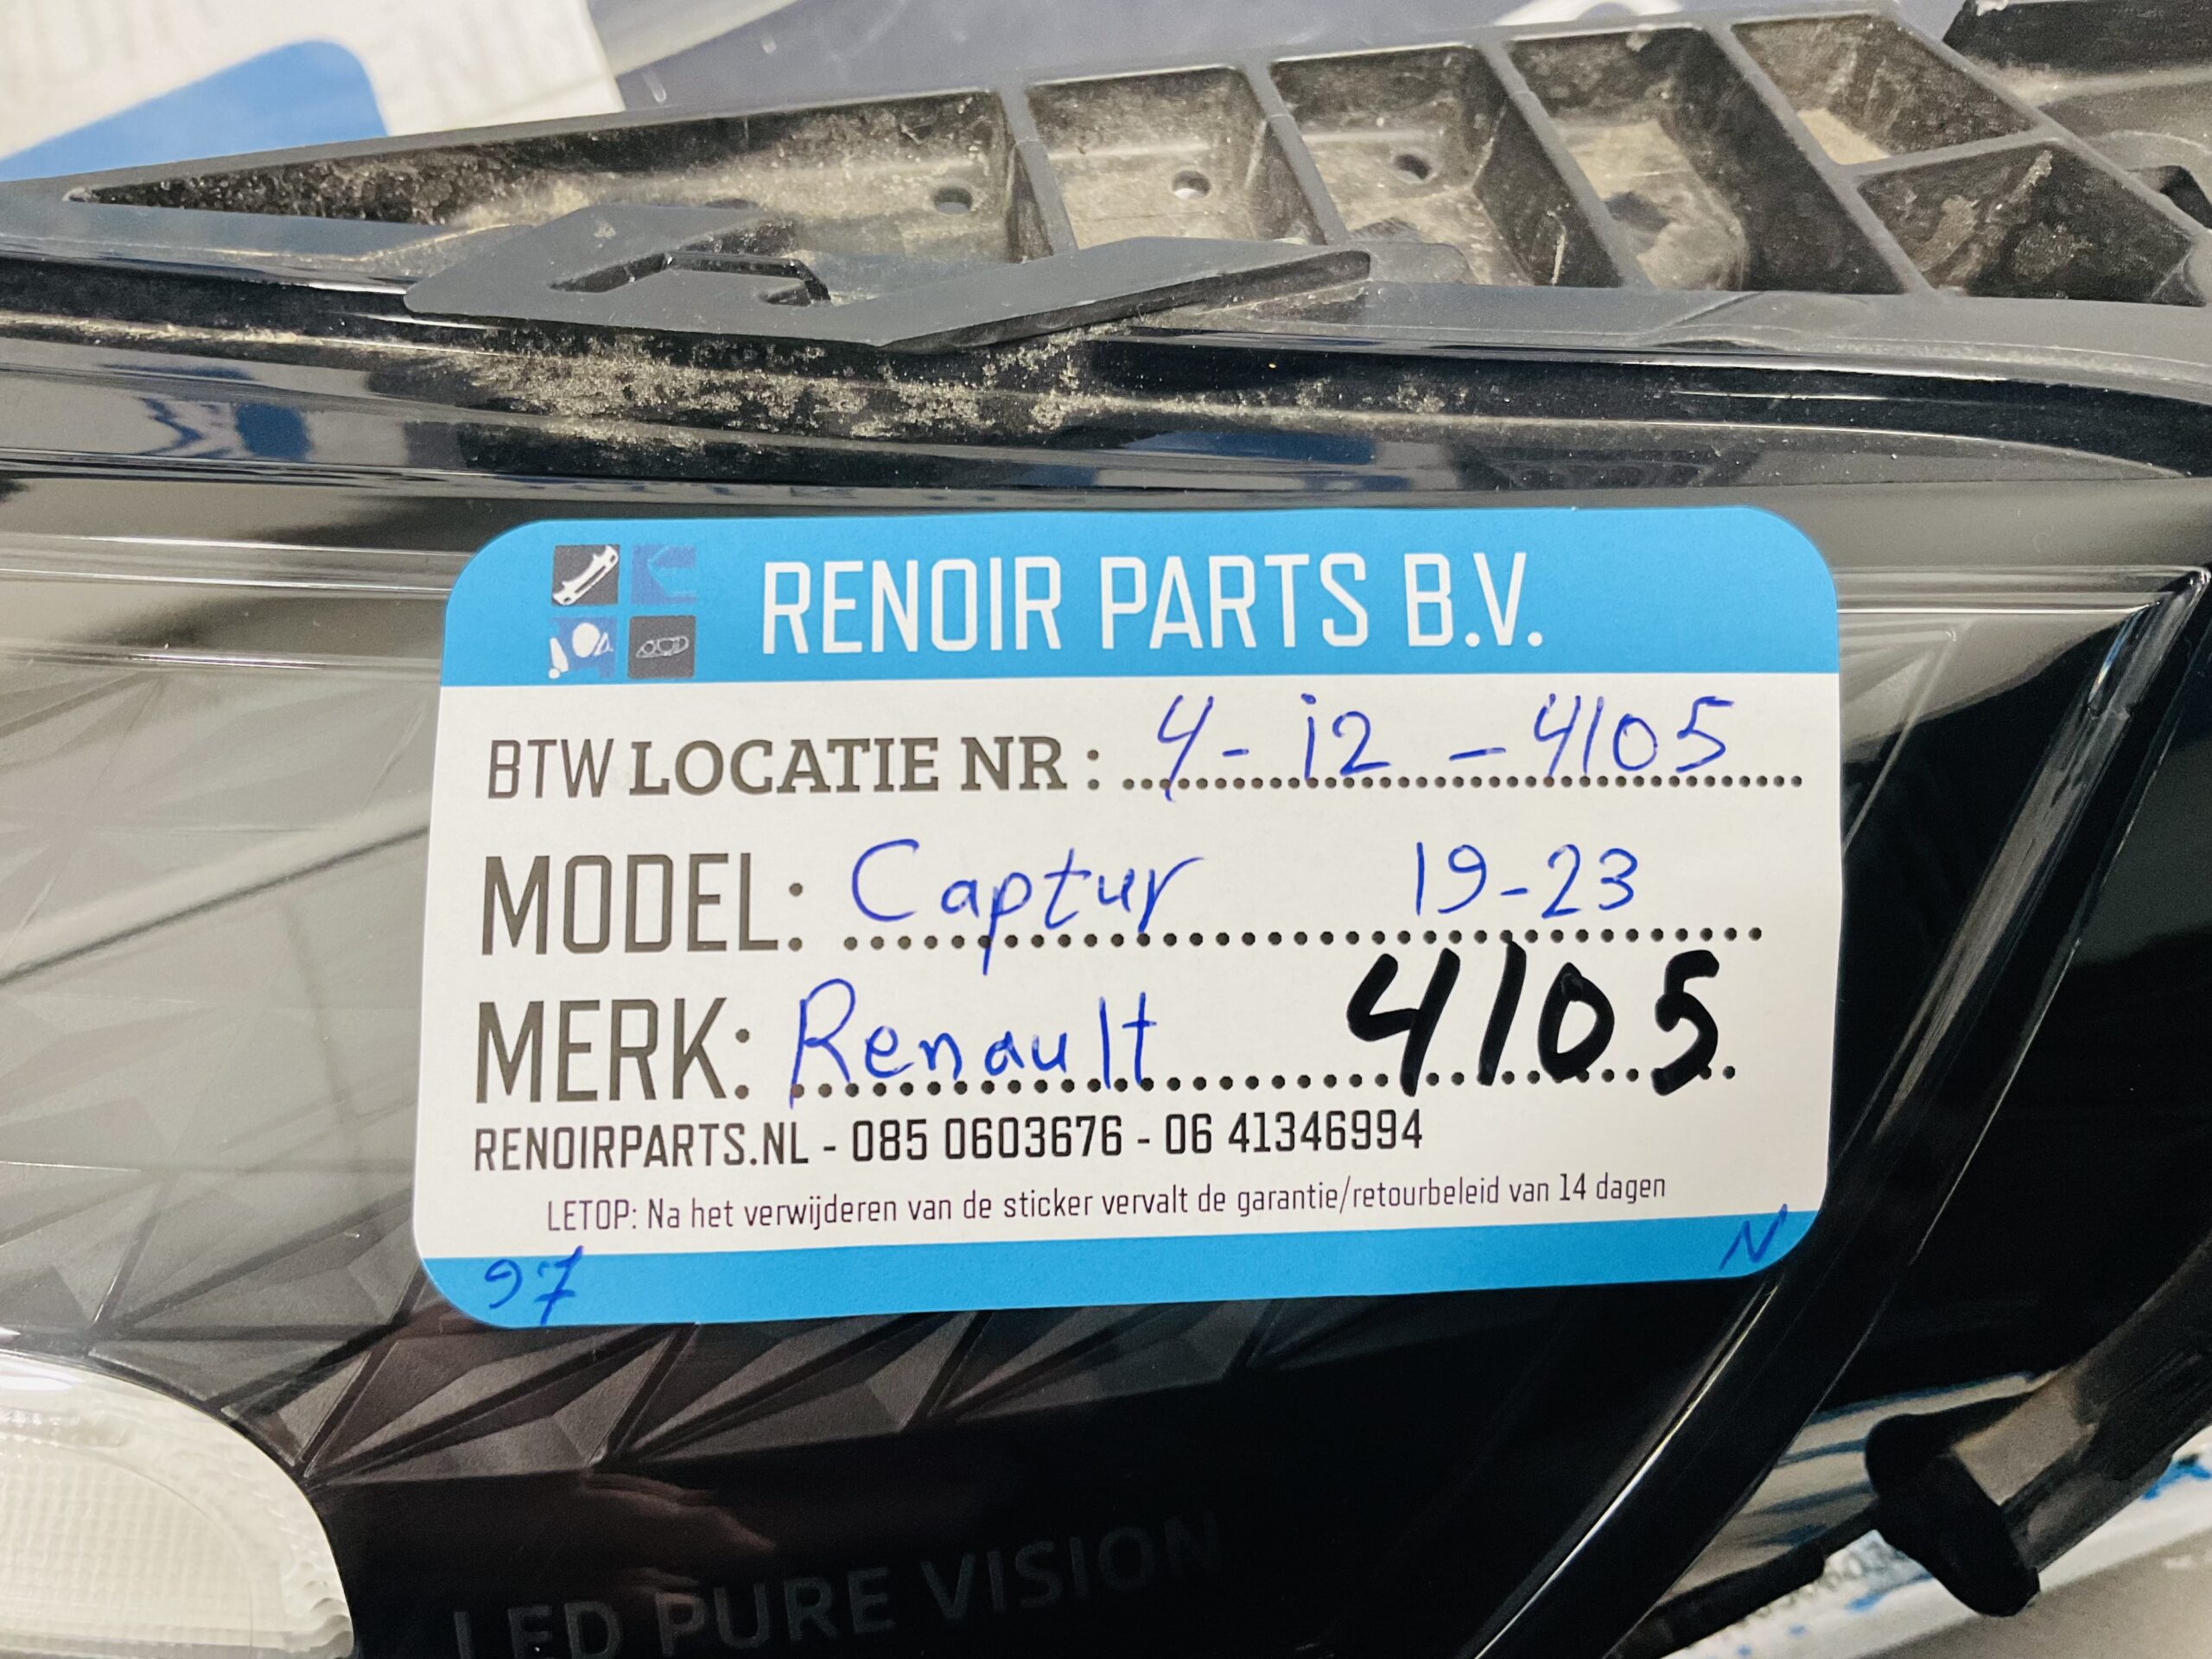 RENOIR PARTS B.V.
BTW LOCATIE NR : 4 - i2 - 4105
MODEL: Captur 19-23
MERK: Renault 4105
RENOIRPARTS.NL - 085 0603676 - 06 41346994
LETOP: Na het verwijderen van de sticker vervalt de garantie/retourbeleid van 14 dagen
97 N
LED PURE VISION